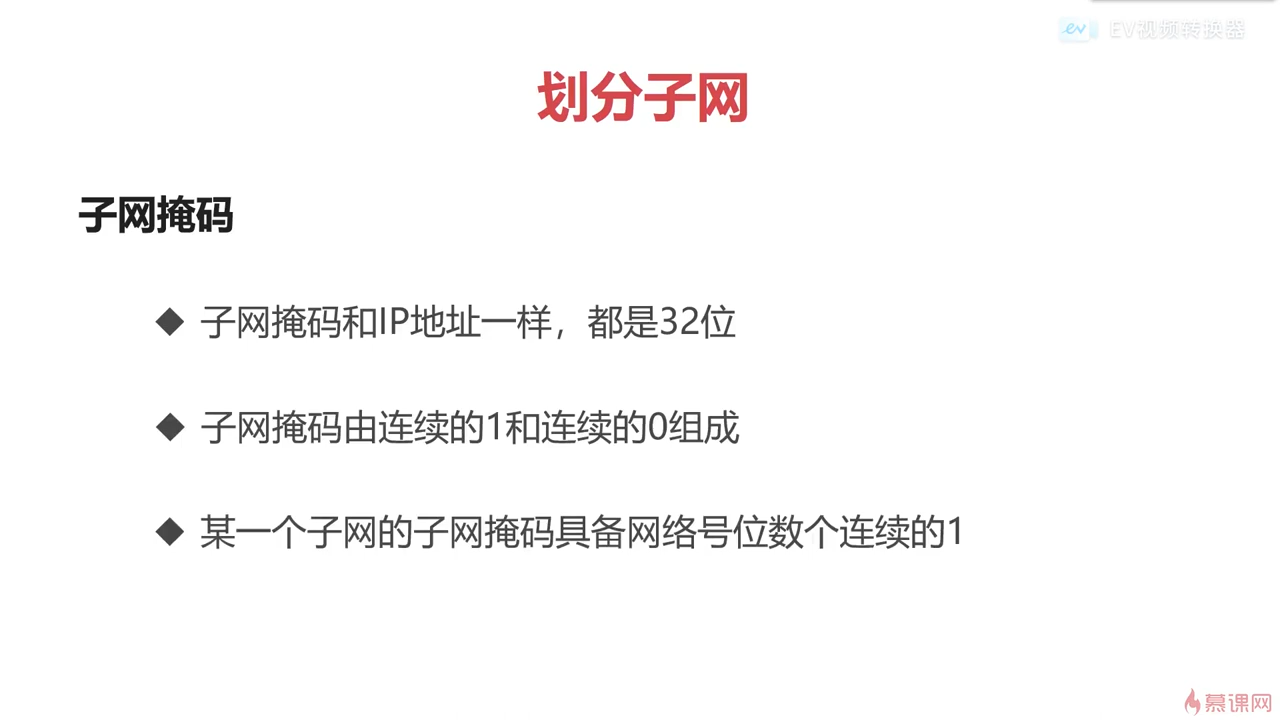 EV视频转换器
划分子网
子网掩码
◆ 子网掩码和IP地址一样，都是32位
◆ 子网掩码由连续的1和连续的0组成
◆ 某一个子网的子网掩码具备网络号位数个连续的1
慕课网